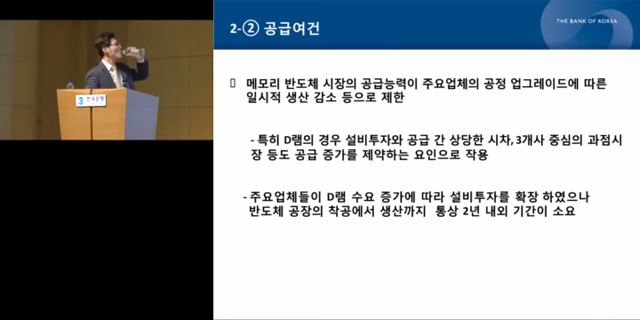 2-② 공급여건
THE BANK OF KOREA
메모리 반도체 시장의 공급능력이 주요업체의 공정 업그레이드에 따른
일시적 생산 감소 등으로 제한
- 특히 D램의 경우 설비투자와 공급 간 상당한 시차, 3개사 중심의 과점시
장 등도 공급 증가를 제약하는 요인으로 작용
- 주요업체들이 D램 수요 증가에 따라 설비투자를 확장 하였으나
반도체 공장의 착공에서 생산까지 통상 2년 내외 기간이 소요
한국은행